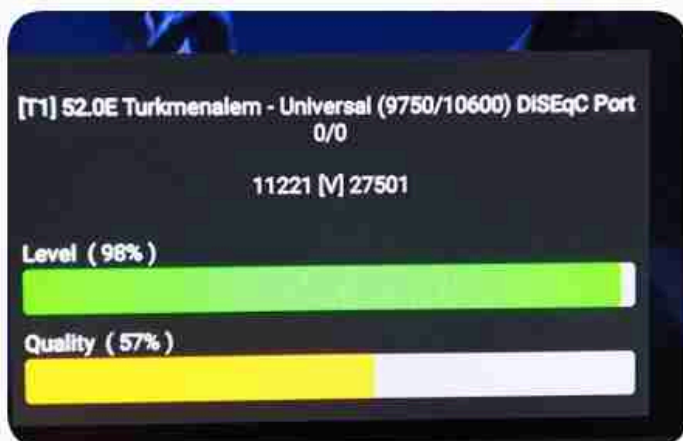 [T1] 52.0E Turkmenalem - Universal (9750/10600) DiSEqC Port
0/0
11221 [V] 27501
Level ( 98% )
Quality ( 57% )